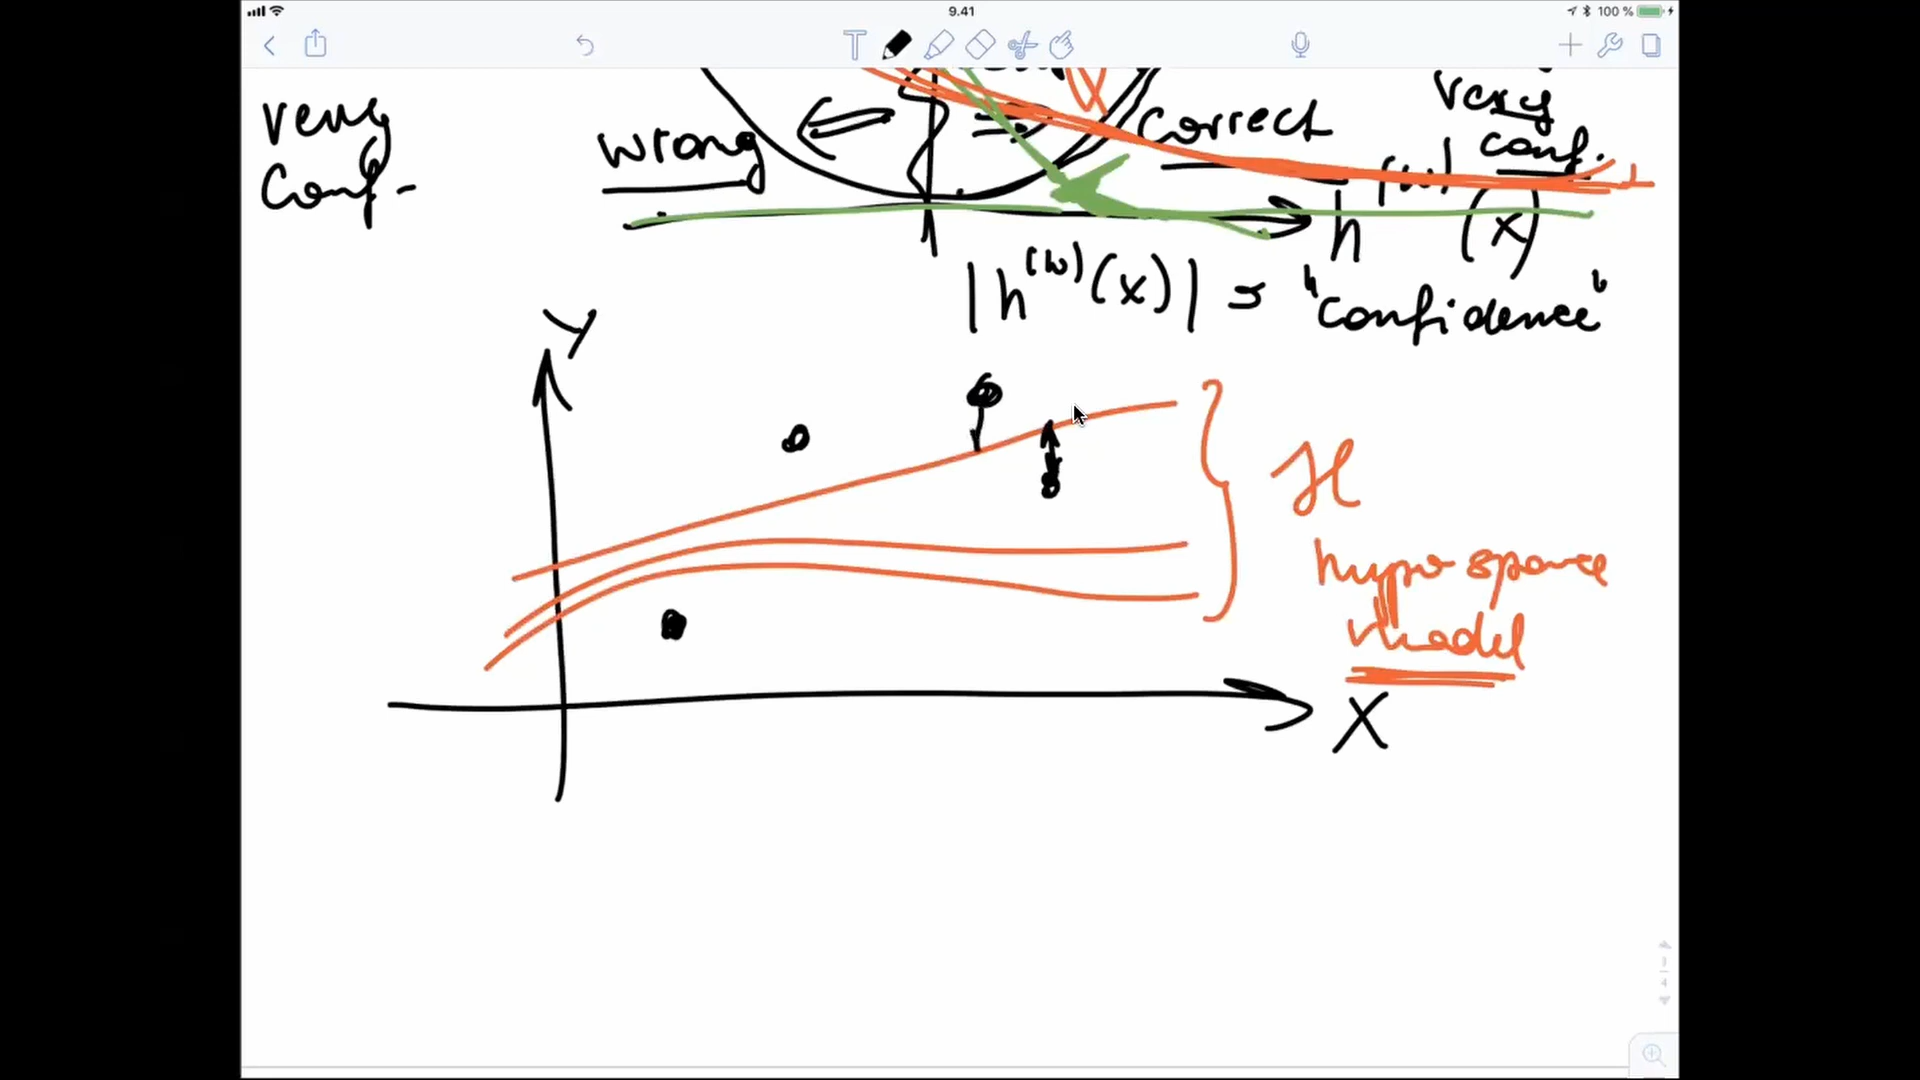 9.41
100 %
very
conf.
wrong
correct
very
conf.
h^(w)(x)
|h^(w)(x)| = "confidence"
y
H
hypo space
model
X